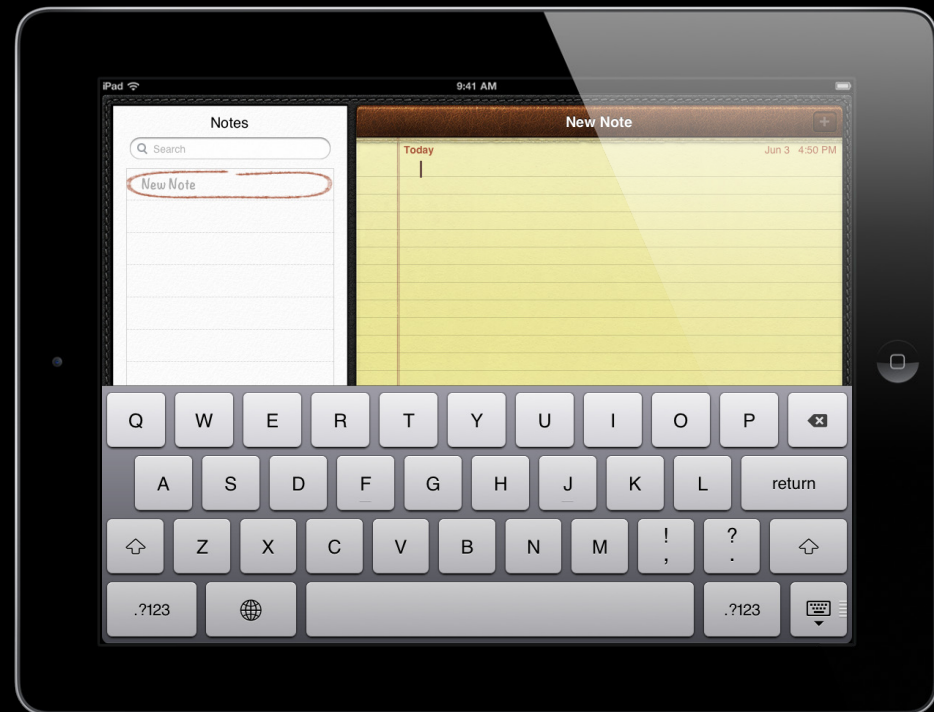 iPad 9:41 AM
Notes
New Note
Search
Today Jun 3 4:50 PM
New Note
Q W E R T Y U I O P
A S D F G H J K L return
Z X C V B N M ! , ? .
.?123 .?123